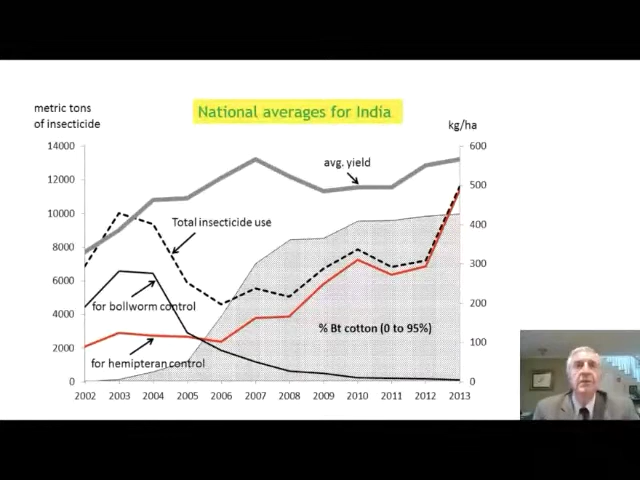 National averages for India
metric tons
of insecticide
kg/ha
14000
12000
10000
8000
6000
4000
2000
0
600
500
400
300
200
100
0
avg. yield
Total insecticide use
for bollworm control
% Bt cotton (0 to 95%)
for hemipteran control
2002 2003 2004 2005 2006 2007 2008 2009 2010 2011 2012 2013